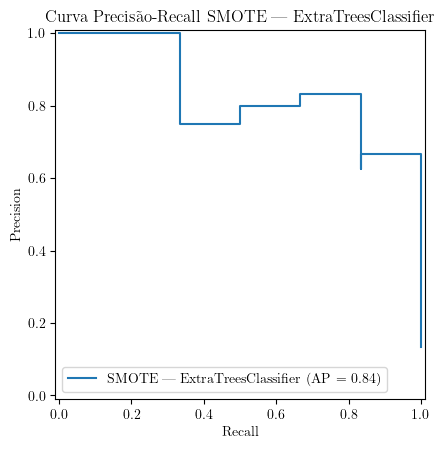 Curva Precisão-Recall SMOTE — ExtraTreesClassifier
1.0
0.8
0.6
0.4
0.2
0.0
Precision
SMOTE — ExtraTreesClassifier (AP = 0.84)
0.0 0.2 0.4 0.6 0.8 1.0
Recall